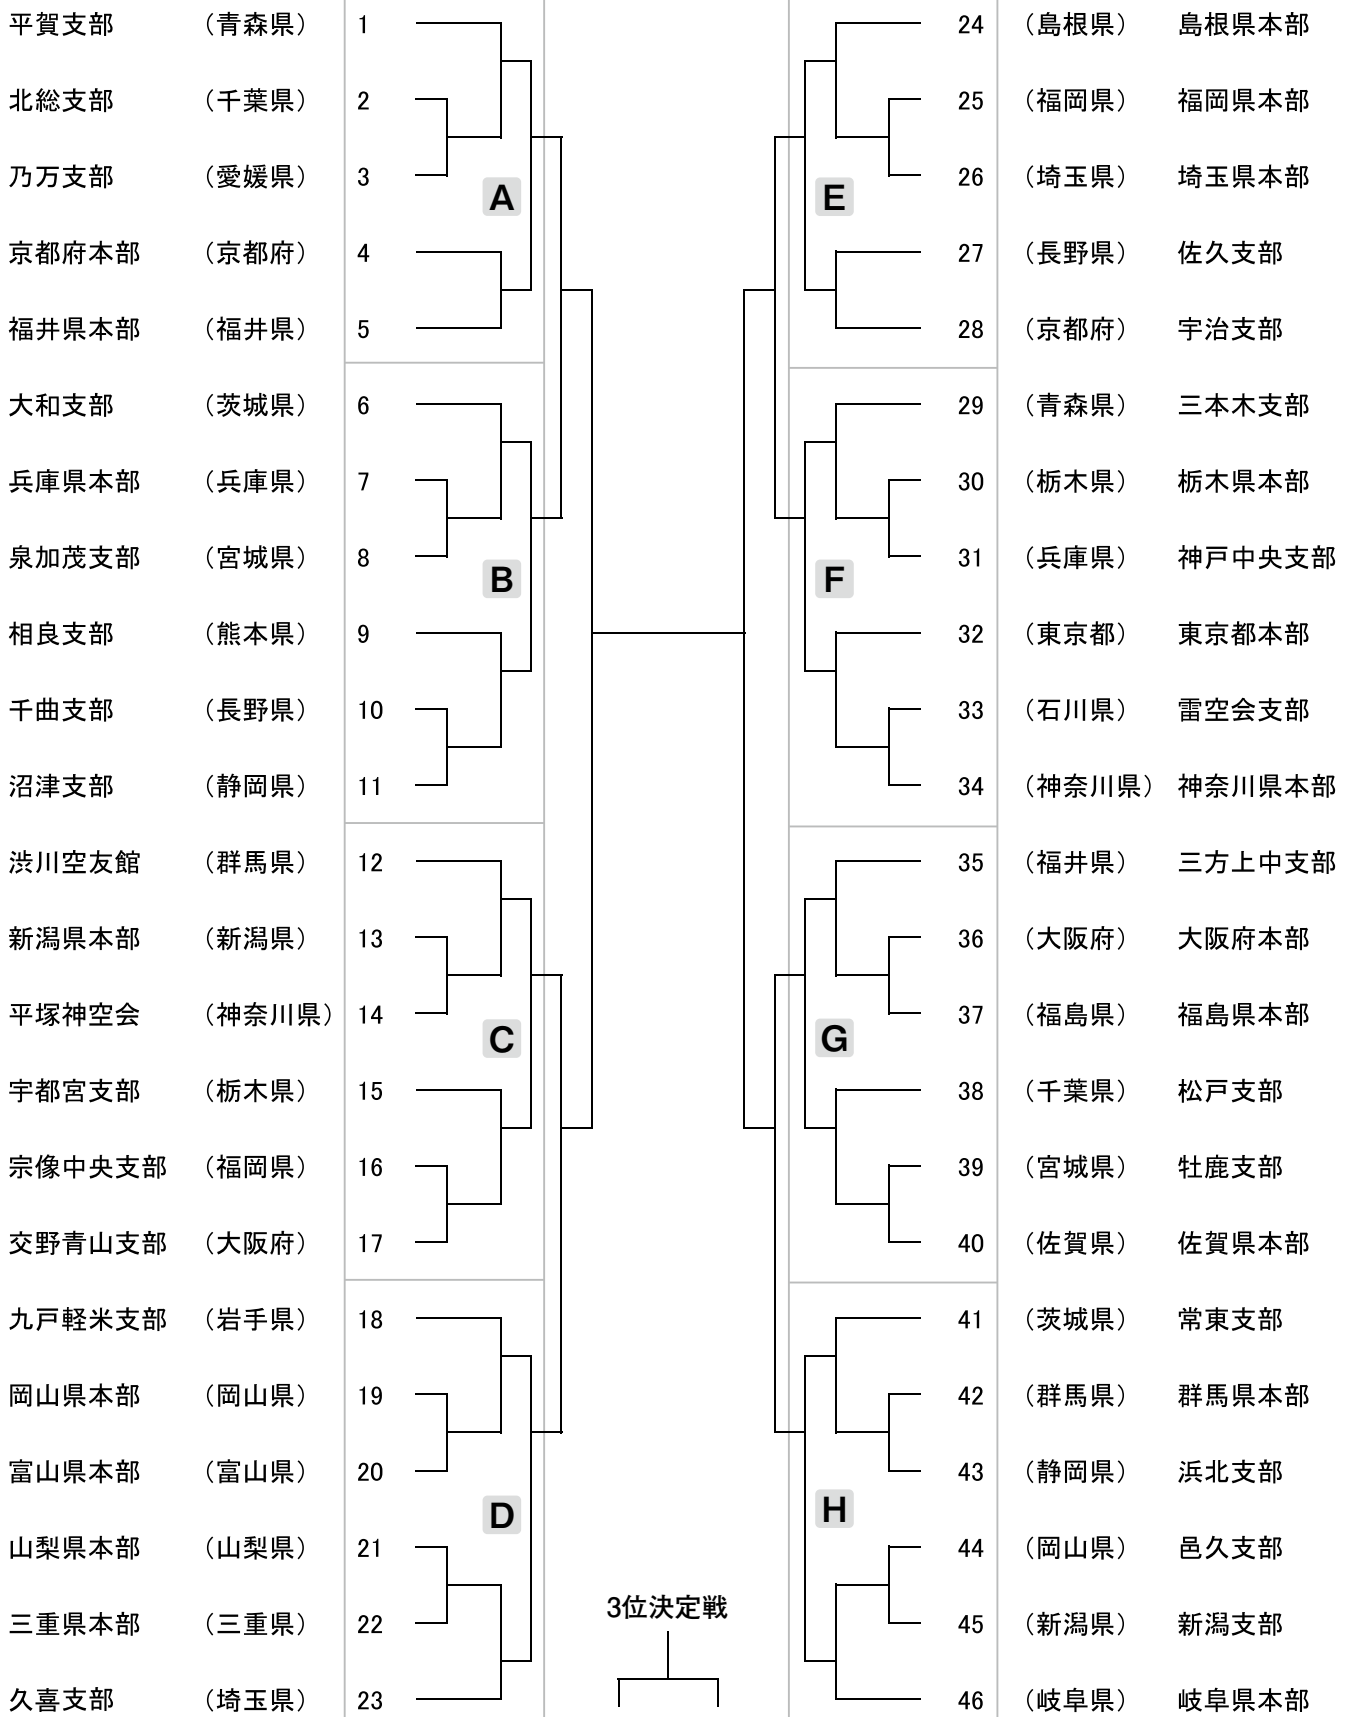 平賀支部 （青森県） 1
北総支部 （千葉県） 2
乃万支部 （愛媛県） 3
A
京都府本部 （京都府） 4
福井県本部 （福井県） 5
大和支部 （茨城県） 6
兵庫県本部 （兵庫県） 7
泉加茂支部 （宮城県） 8
B
相良支部 （熊本県） 9
千曲支部 （長野県） 10
沼津支部 （静岡県） 11
渋川空友館 （群馬県） 12
新潟県本部 （新潟県） 13
平塚神空会 （神奈川県） 14
C
宇都宮支部 （栃木県） 15
宗像中央支部 （福岡県） 16
交野青山支部 （大阪府） 17
九戸軽米支部 （岩手県） 18
岡山県本部 （岡山県） 19
富山県本部 （富山県） 20
D
山梨県本部 （山梨県） 21
三重県本部 （三重県） 22
久喜支部 （埼玉県） 23
24 （島根県） 島根県本部
25 （福岡県） 福岡県本部
26 （埼玉県） 埼玉県本部
E
27 （長野県） 佐久支部
28 （京都府） 宇治支部
29 （青森県） 三本木支部
30 （栃木県） 栃木県本部
31 （兵庫県） 神戸中央支部
F
32 （東京都） 東京都本部
33 （石川県） 雷空会支部
34 （神奈川県） 神奈川県本部
35 （福井県） 三方上中支部
36 （大阪府） 大阪府本部
37 （福島県） 福島県本部
G
38 （千葉県） 松戸支部
39 （宮城県） 牡鹿支部
40 （佐賀県） 佐賀県本部
41 （茨城県） 常東支部
42 （群馬県） 群馬県本部
43 （静岡県） 浜北支部
H
44 （岡山県） 邑久支部
45 （新潟県） 新潟支部
46 （岐阜県） 岐阜県本部
3位決定戦